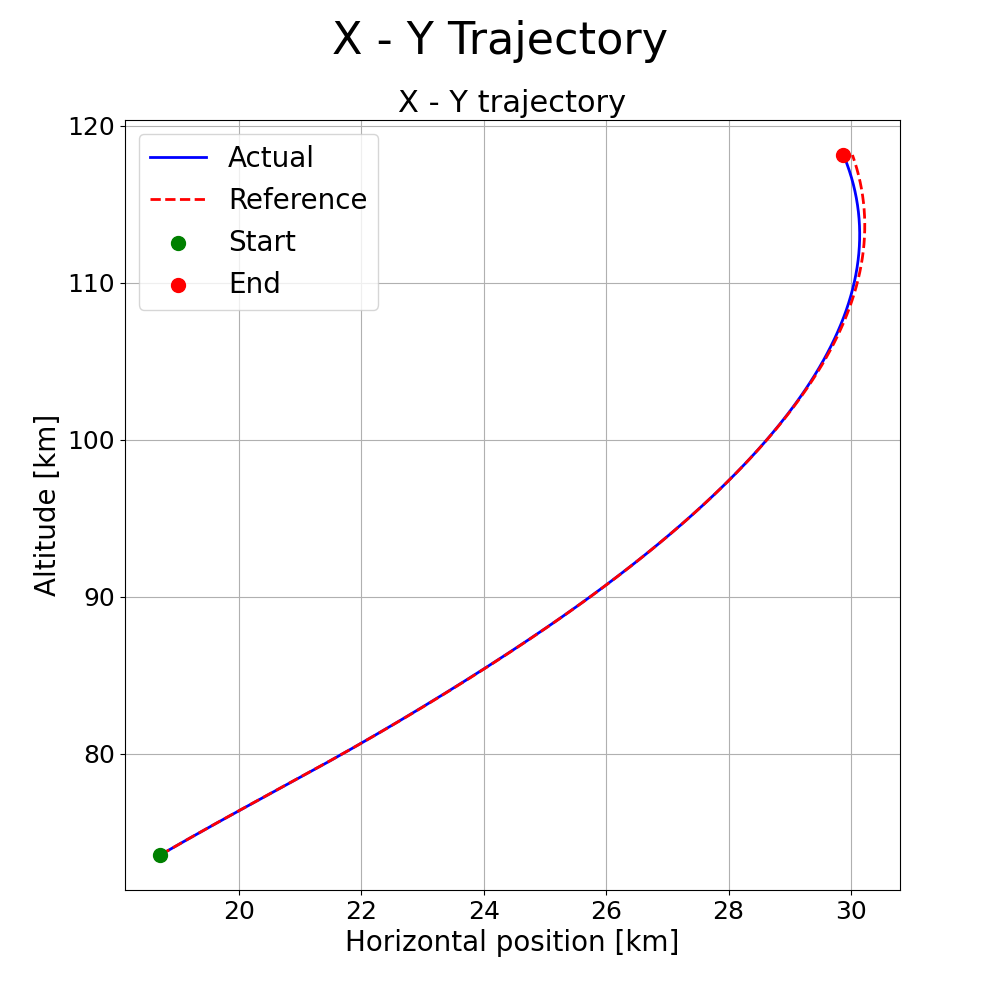 X - Y Trajectory
X - Y trajectory
120
110
100
90
80
Altitude [km]
Actual
Reference
Start
End
20 22 24 26 28 30
Horizontal position [km]